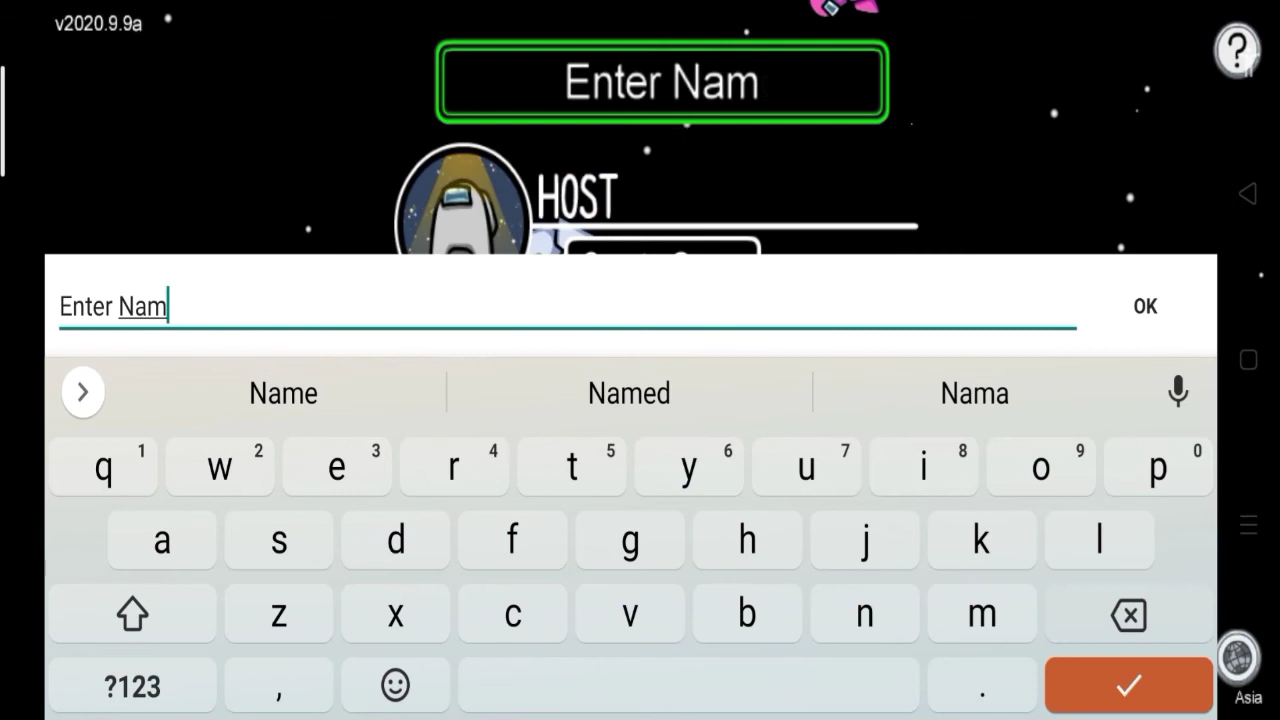 v2020.9.9a
Enter Nam
?
HOST
Enter Nam
OK
Name Named Nama
q 1 w 2 e 3 r 4 t 5 y 6 u 7 i 8 o 9 p 0
a s d f g h j k l
z x c v b n m
?123 , .
Asia